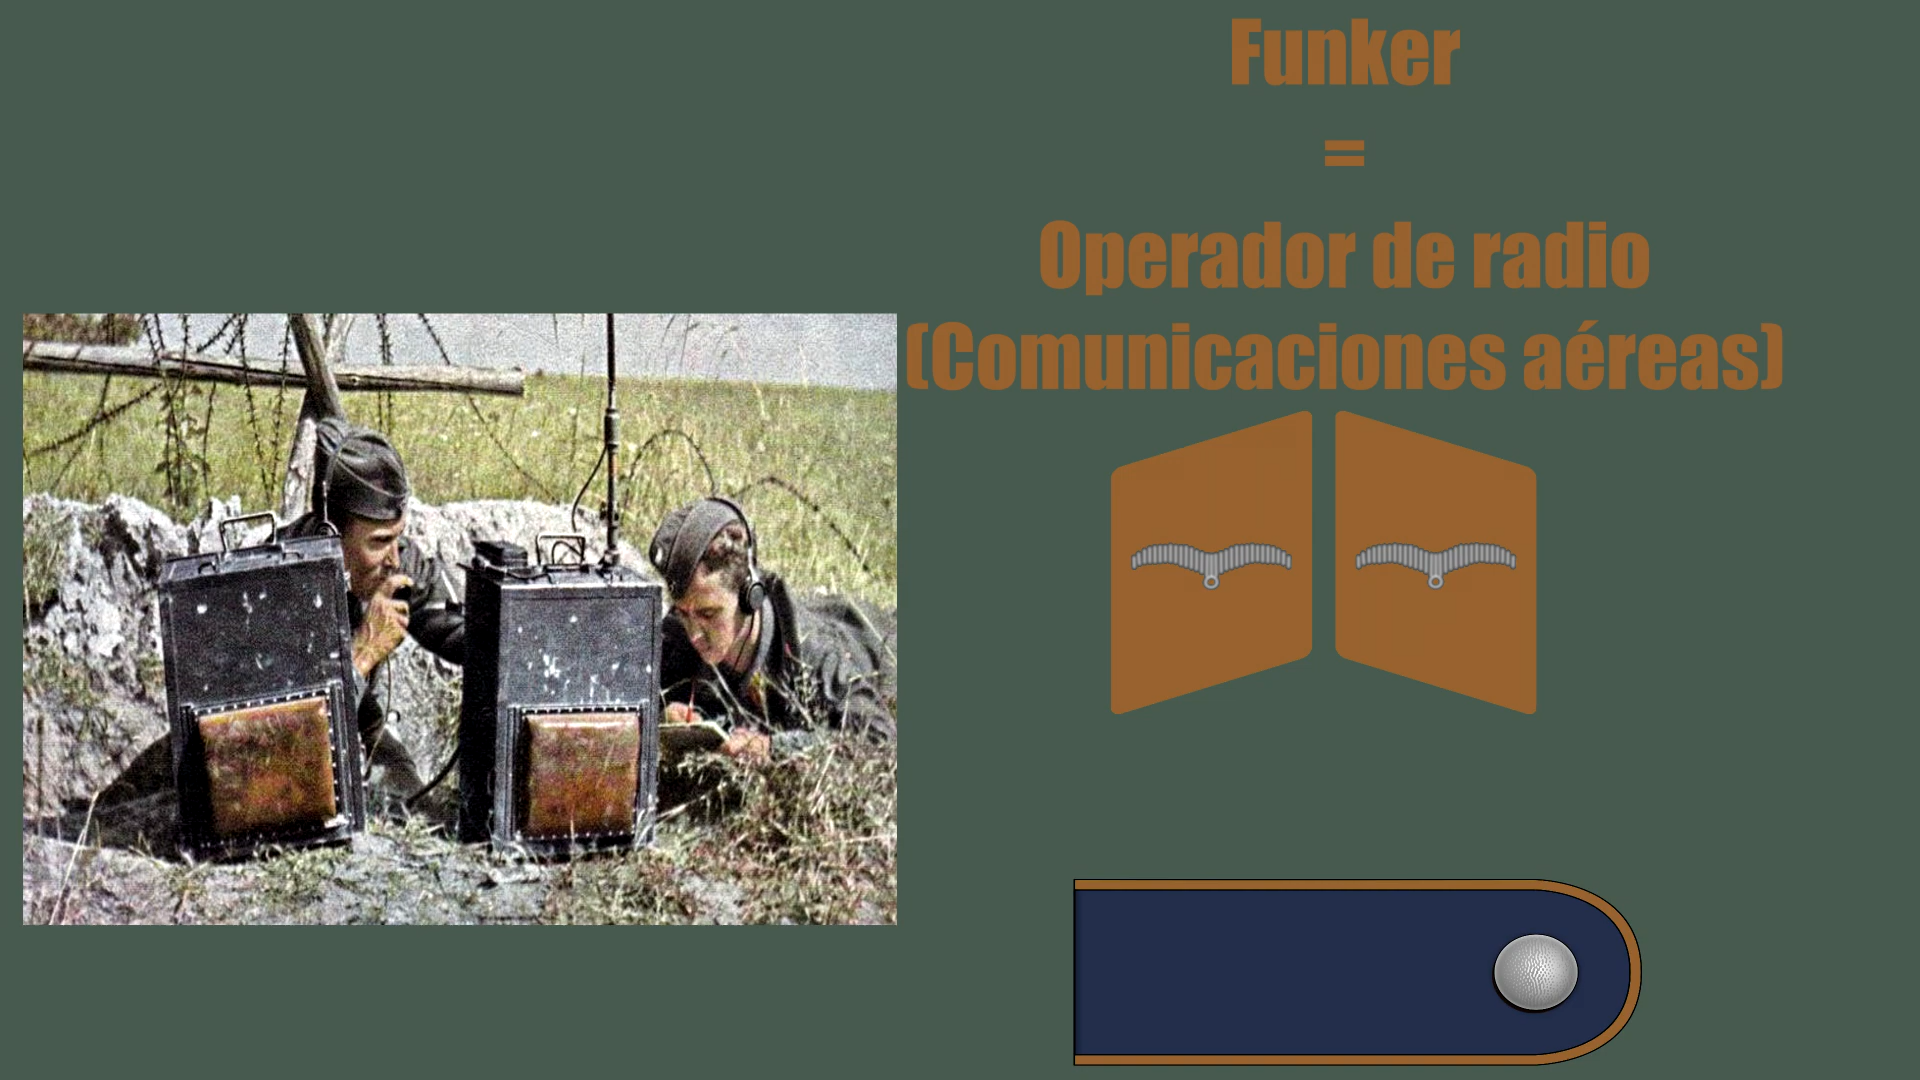 Funker
=
Operador de radio
(Comunicaciones aéreas)